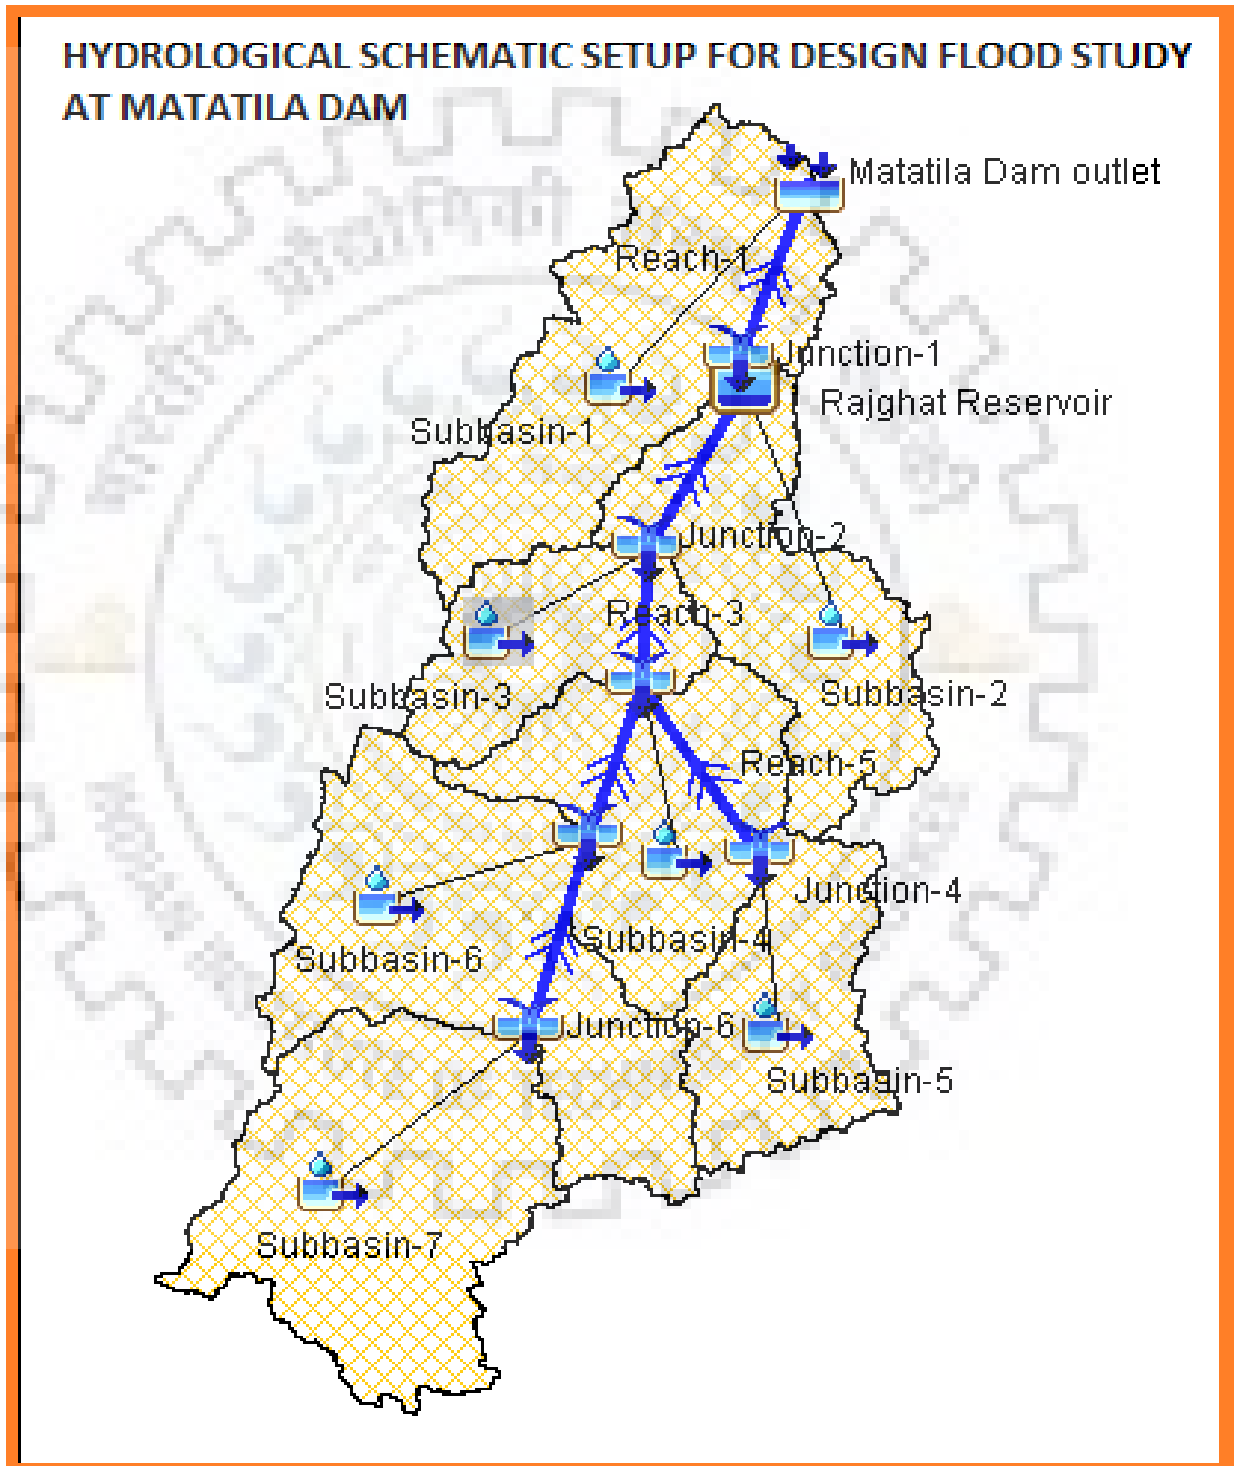 HYDROLOGICAL SCHEMATIC SETUP FOR DESIGN FLOOD STUDY
AT MATATILA DAM
Matatila Dam outlet
Reach-1
Junction-1
Rajghat Reservoir
Subbasin-1
Junction-2
Reach-3
Subbasin-3
Subbasin-2
Reach-5
Junction-4
Subbasin-4
Subbasin-6
Junction-6
Subbasin-5
Subbasin-7